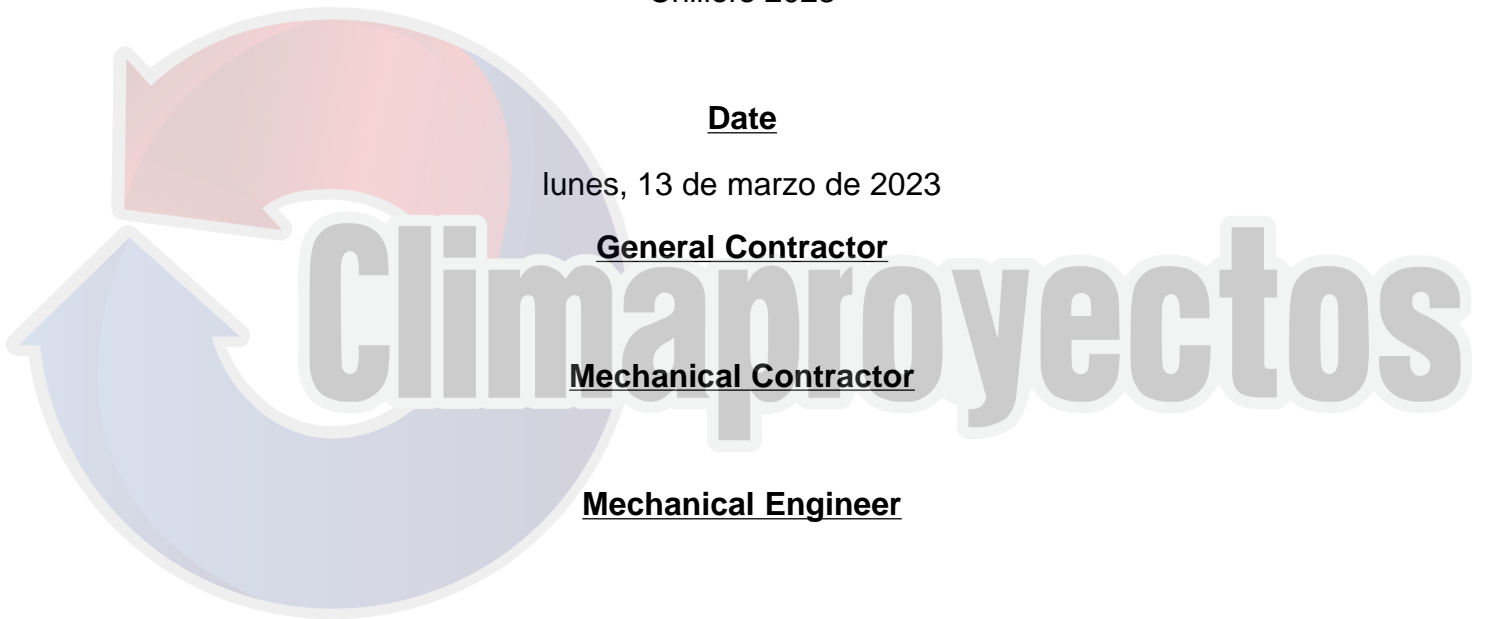 Date
lunes, 13 de marzo de 2023
General Contractor
Climaproyectos
Mechanical Contractor
Mechanical Engineer